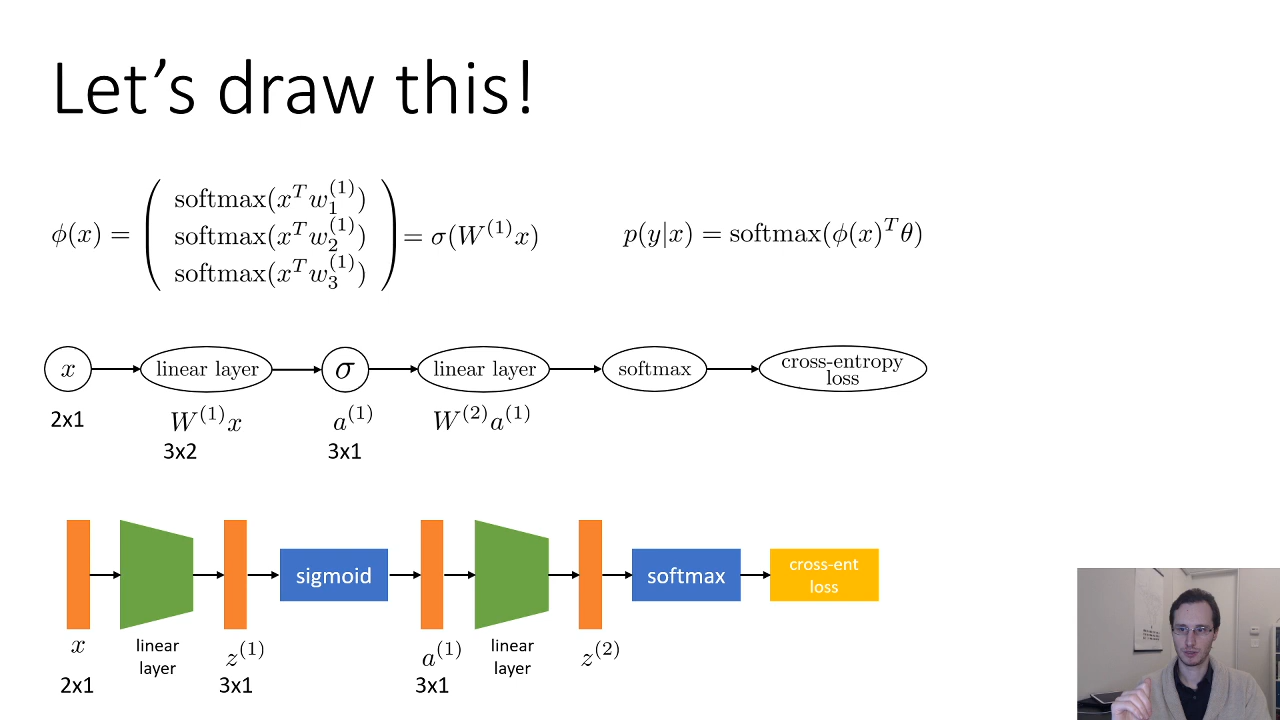 Let's draw this!
ϕ(x) = ( softmax(x^T w_1^(1)) softmax(x^T w_2^(1)) softmax(x^T w_3^(1)) ) = σ(W^(1)x)
p(y|x) = softmax(ϕ(x)^T θ)
x linear layer σ linear layer softmax cross-entropy loss
2x1 W^(1)x a^(1) W^(2)a^(1)
3x2 3x1
sigmoid softmax cross-ent loss
x linear layer z^(1) a^(1) linear layer z^(2)
2x1 3x1 3x1